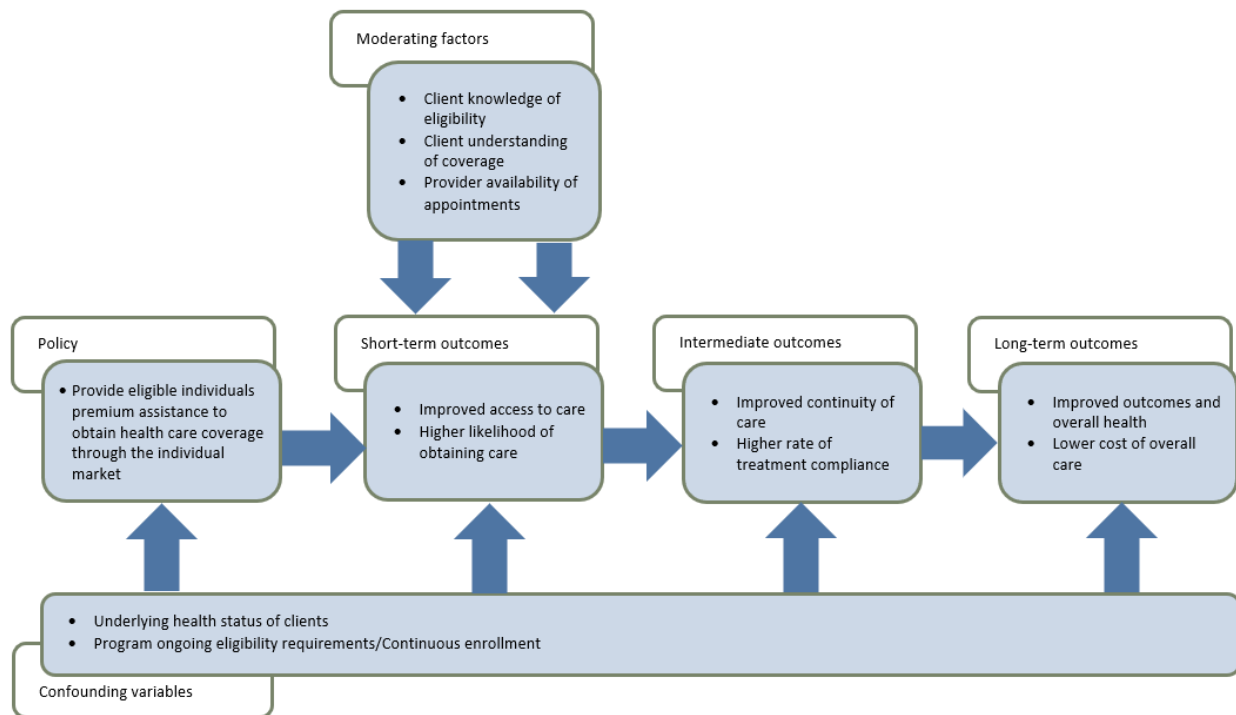 Moderating factors
• Client knowledge of
eligibility
• Client understanding
of coverage
• Provider availability of
appointments
Policy
• Provide eligible individuals
premium assistance to
obtain health care coverage
through the individual
market
Short-term outcomes
• Improved access to care
• Higher likelihood of
obtaining care
Intermediate outcomes
• Improved continuity of
care
• Higher rate of
treatment compliance
Long-term outcomes
• Improved outcomes and
overall health
• Lower cost of overall
care
• Underlying health status of clients
• Program ongoing eligibility requirements/Continuous enrollment
Confounding variables